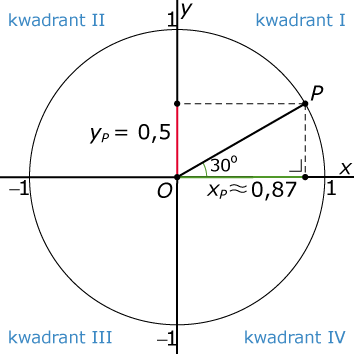 kwadrant II
1
y
kwadrant I
P
y_P = 0,5
30°
x
−1
O
x_P ≈ 0,87
1
kwadrant III
−1
kwadrant IV